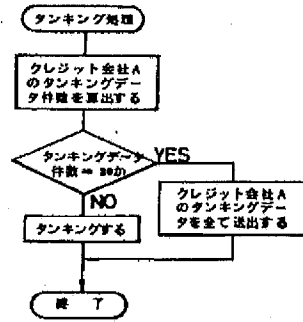 タンキング処理
クレジット会社A
のタンキングデー
タ件数を算出する
タンキングデータ
件数=20か
YES
NO
クレジット会社A
のタンキングデー
タを全て送出する
タンキングする
終 了